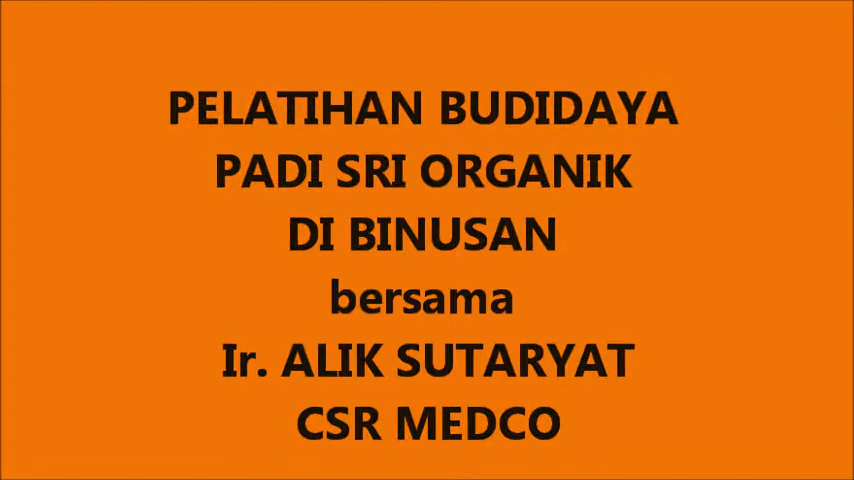 PELATIHAN BUDIDAYA
PADI SRI ORGANIK
DI BINUSAN
bersama
Ir. ALIK SUTARYAT
CSR MEDCO